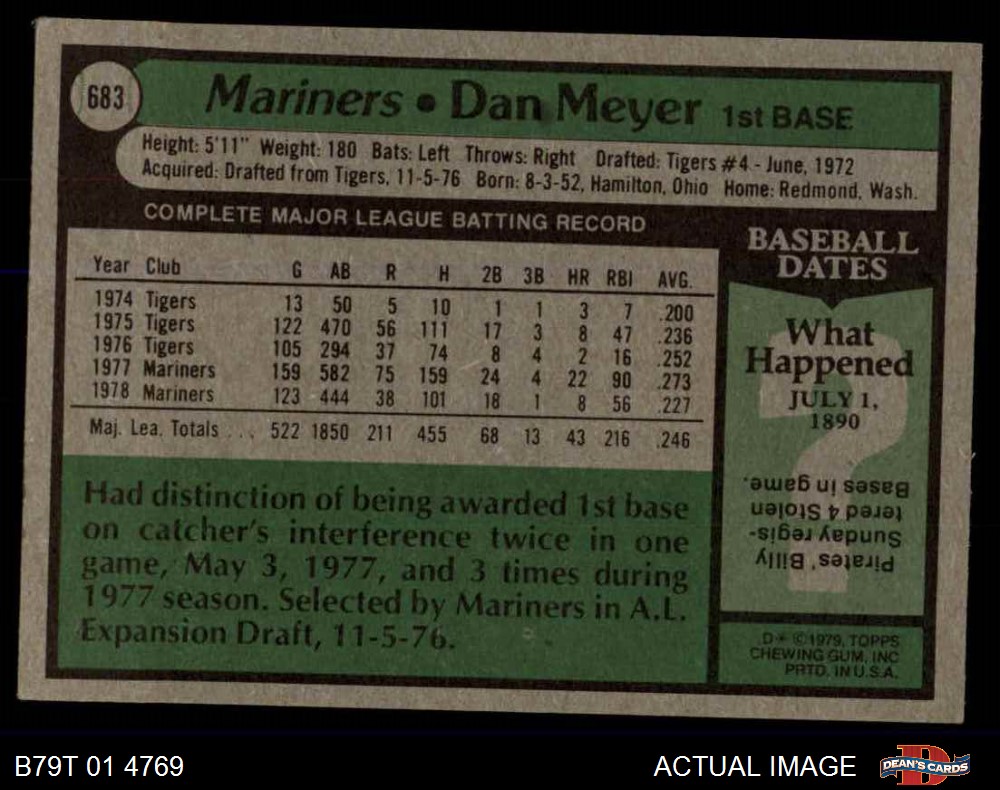 683
Mariners • Dan Meyer 1st BASE
Height: 5'11" Weight: 180 Bats: Left Throws: Right Drafted: Tigers #4 - June, 1972
Acquired: Drafted from Tigers, 11-5-76 Born: 8-3-52, Hamilton, Ohio Home: Redmond, Wash.
COMPLETE MAJOR LEAGUE BATTING RECORD
Year Club G AB R H 2B 3B HR RBI AVG.
1974 Tigers 13 50 5 10 1 1 3 7 .200
1975 Tigers 122 470 56 111 17 3 8 47 .236
1976 Tigers 105 294 37 74 8 4 2 16 .252
1977 Mariners 159 582 75 159 24 4 22 90 .273
1978 Mariners 123 444 38 101 18 1 8 56 .227
Maj. Lea. Totals ... 522 1850 211 455 68 13 43 216 .246
Had distinction of being awarded 1st base
on catcher's interference twice in one
game, May 3, 1977, and 3 times during
1977 season. Selected by Mariners in A.L.
Expansion Draft, 11-5-76.
BASEBALL
DATES
What
Happened
JULY 1,
1890
?
Pirates' Billy
Sunday regis-
tered 4 Stolen
Bases in game.
D* ©1979, TOPPS
CHEWING GUM, INC
PRTD. IN U.S.A.
B79T 01 4769
ACTUAL IMAGE
D
DEAN'S CARDS